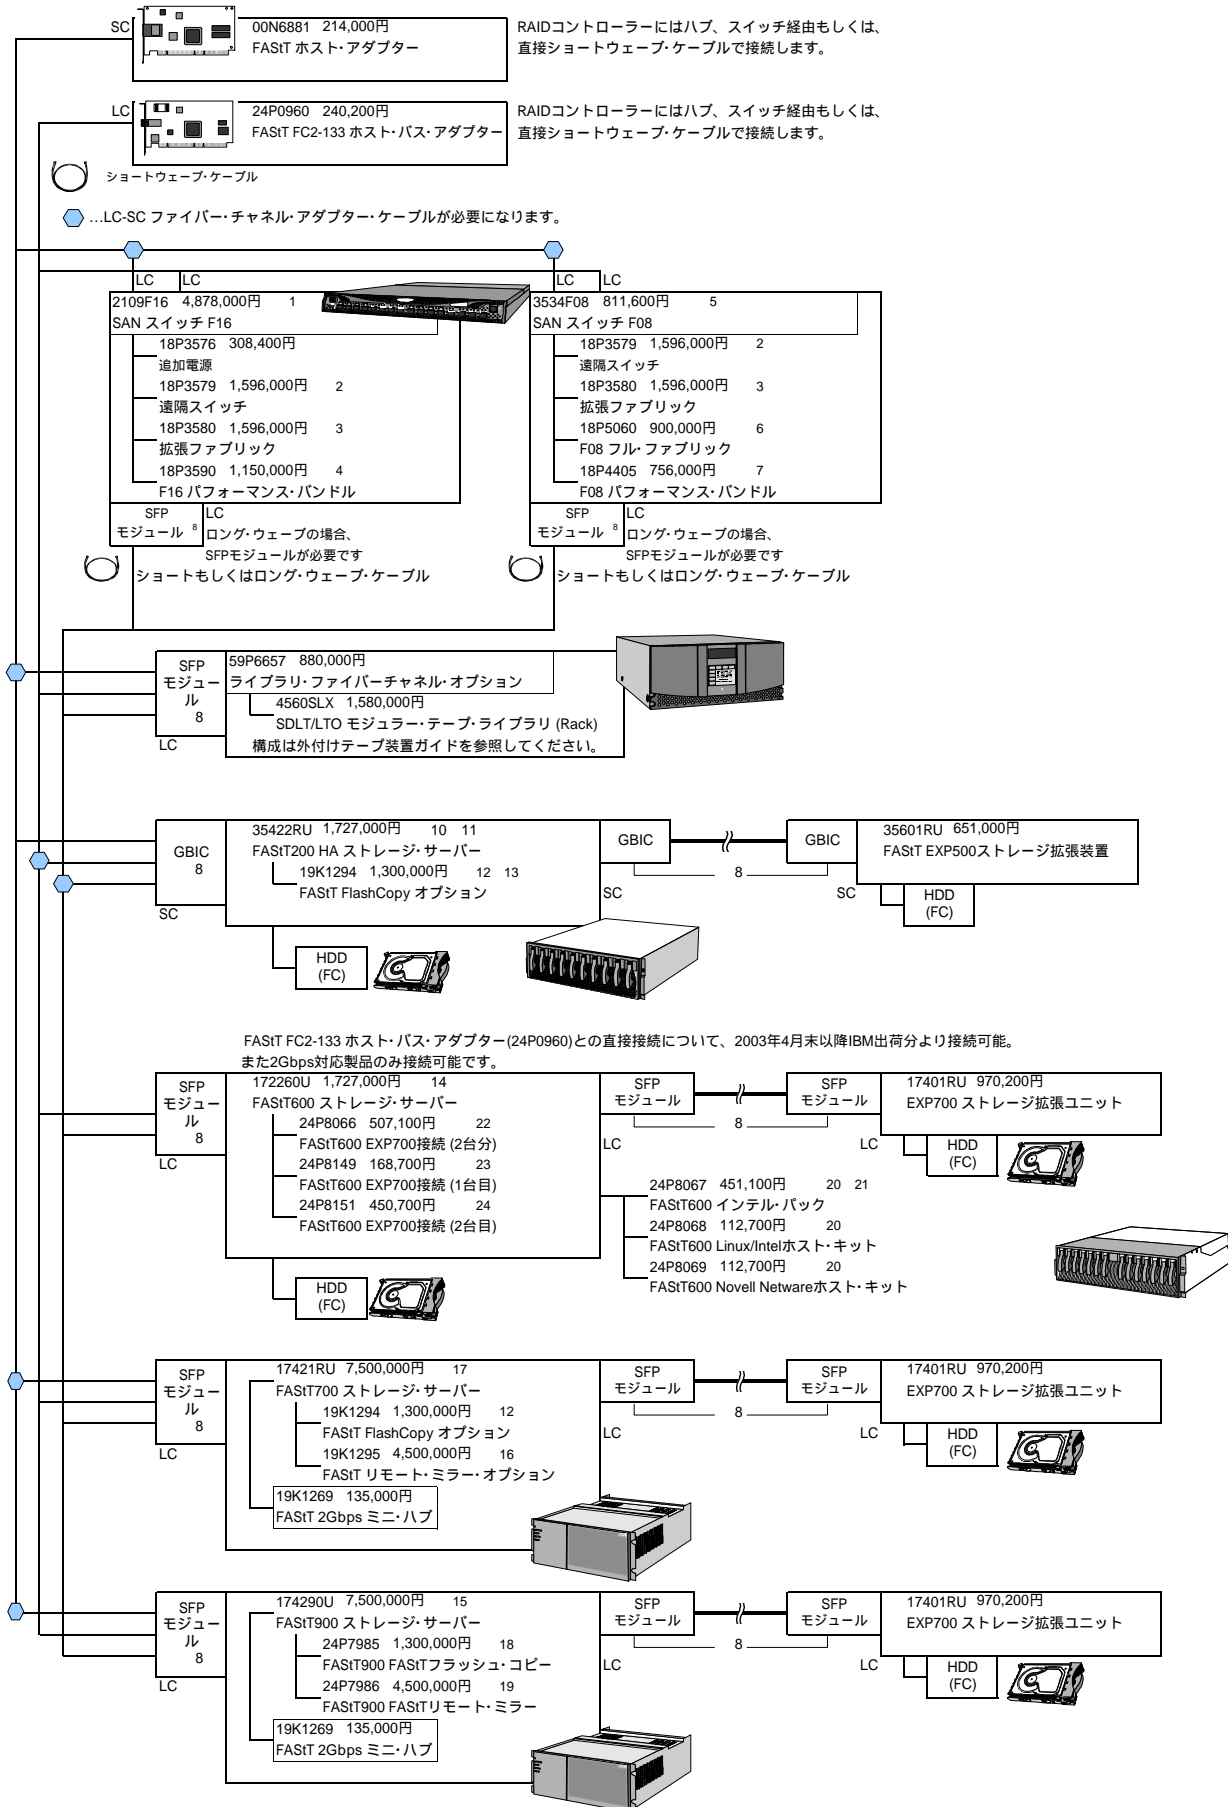 SC
00N6881 214,000円
FAStT ホスト・アダプター
RAIDコントローラーにはハブ、スイッチ経由もしくは、
直接ショートウェーブ・ケーブルで接続します。
LC
24P0960 240,200円
FAStT FC2-133 ホスト・バス・アダプター
RAIDコントローラーにはハブ、スイッチ経由もしくは、
直接ショートウェーブ・ケーブルで接続します。
ショートウェーブ・ケーブル
…LC-SC ファイバー・チャネル・アダプター・ケーブルが必要になります。
LC LC
2109F16 4,878,000円 1
SAN スイッチ F16
18P3576 308,400円
追加電源
18P3579 1,596,000円 2
遠隔スイッチ
18P3580 1,596,000円 3
拡張ファブリック
18P3590 1,150,000円 4
F16 パフォーマンス・バンドル
SFP
モジュール 8
LC
ロング・ウェーブの場合、
SFPモジュールが必要です
ショートもしくはロング・ウェーブ・ケーブル
LC LC
3534F08 811,600円 5
SAN スイッチ F08
18P3579 1,596,000円 2
遠隔スイッチ
18P3580 1,596,000円 3
拡張ファブリック
18P5060 900,000円 6
F08 フル・ファブリック
18P4405 756,000円 7
F08 パフォーマンス・バンドル
SFP
モジュール 8
LC
ロング・ウェーブの場合、
SFPモジュールが必要です
ショートもしくはロング・ウェーブ・ケーブル
SFP
モジュー
ル
8
LC
59P6657 880,000円
ライブラリ・ファイバーチャネル・オプション
4560SLX 1,580,000円
SDLT/LTO モジュラー・テープ・ライブラリ (Rack)
構成は外付けテープ装置ガイドを参照してください。
GBIC
8
SC
35422RU 1,727,000円 10 11
FAStT200 HA ストレージ・サーバー
19K1294 1,300,000円 12 13
FAStT FlashCopy オプション
HDD
(FC)
GBIC
SC
8
GBIC
SC
35601RU 651,000円
FAStT EXP500ストレージ拡張装置
HDD
(FC)
FAStT FC2-133 ホスト・バス・アダプター(24P0960)との直接接続について、2003年4月末以降IBM出荷分より接続可能。
また2Gbps対応製品のみ接続可能です。
SFP
モジュー
ル
8
LC
172260U 1,727,000円 14
FAStT600 ストレージ・サーバー
24P8066 507,100円 22
FAStT600 EXP700接続 (2台分)
24P8149 168,700円 23
FAStT600 EXP700接続 (1台目)
24P8151 450,700円 24
FAStT600 EXP700接続 (2台目)
HDD
(FC)
SFP
モジュール
LC
8
SFP
モジュール
LC
17401RU 970,200円
EXP700 ストレージ拡張ユニット
HDD
(FC)
24P8067 451,100円 20 21
FAStT600 インテル・パック
24P8068 112,700円 20
FAStT600 Linux/Intelホスト・キット
24P8069 112,700円 20
FAStT600 Novell Netwareホスト・キット
SFP
モジュー
ル
8
LC
17421RU 7,500,000円 17
FAStT700 ストレージ・サーバー
19K1294 1,300,000円 12
FAStT FlashCopy オプション
19K1295 4,500,000円 16
FAStT リモート・ミラー・オプション
19K1269 135,000円
FAStT 2Gbps ミニ・ハブ
SFP
モジュール
LC
8
SFP
モジュール
LC
17401RU 970,200円
EXP700 ストレージ拡張ユニット
HDD
(FC)
SFP
モジュー
ル
8
LC
174290U 7,500,000円 15
FAStT900 ストレージ・サーバー
24P7985 1,300,000円 18
FAStT900 FAStTフラッシュ・コピー
24P7986 4,500,000円 19
FAStT900 FAStTリモート・ミラー
19K1269 135,000円
FAStT 2Gbps ミニ・ハブ
SFP
モジュール
LC
8
SFP
モジュール
LC
17401RU 970,200円
EXP700 ストレージ拡張ユニット
HDD
(FC)